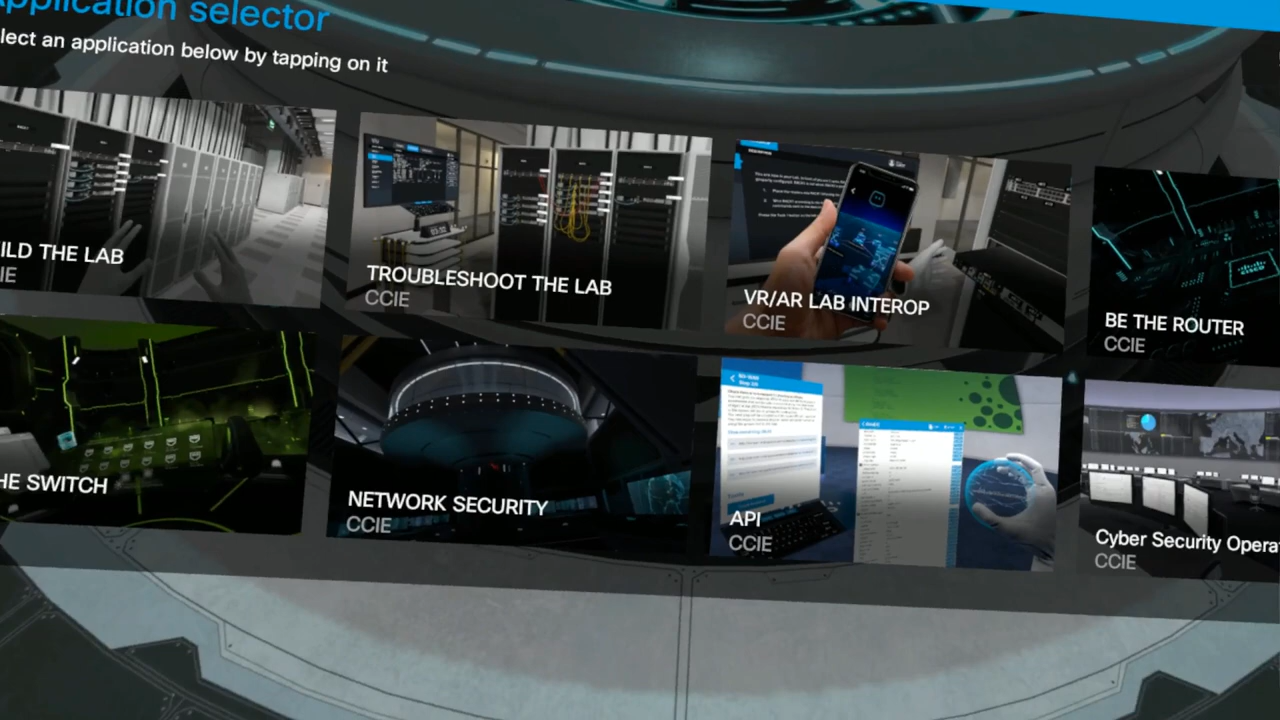 pplication selector
lect an application below by tapping on it
ILD THE LAB
IE
TROUBLESHOOT THE LAB
CCIE
VR/AR LAB INTEROP
CCIE
BE THE ROUTER
CCIE
HE SWITCH
NETWORK SECURITY
CCIE
API
CCIE
Cyber Security Opera
CCIE